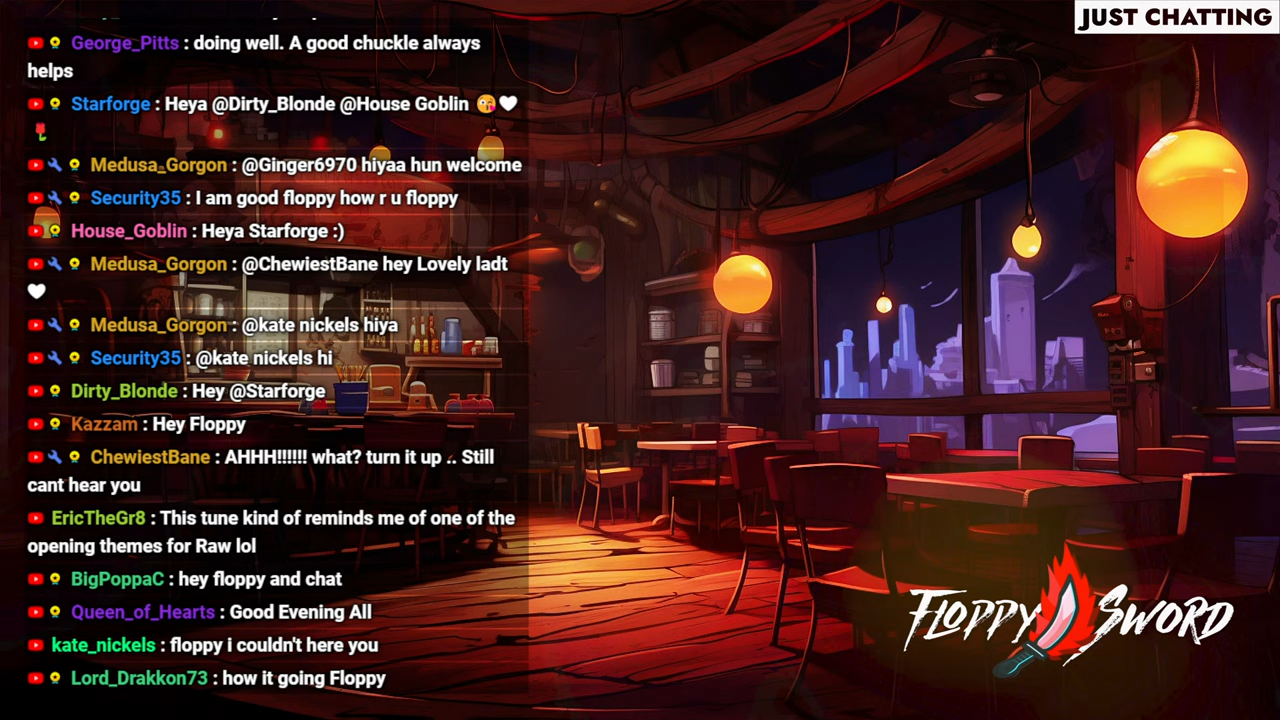 JUST CHATTING
George_Pitts : doing well. A good chuckle always
helps
Starforge : Heya @Dirty_Blonde @House Goblin 😘🤍
🌹
Medusa_Gorgon : @Ginger6970 hiyaa hun welcome
Security35 : I am good floppy how r u floppy
House_Goblin : Heya Starforge :)
Medusa_Gorgon : @ChewiestBane hey Lovely ladt
🤍
Medusa_Gorgon : @kate nickels hiya
Security35 : @kate nickels hi
Dirty_Blonde : Hey @Starforge
Kazzam : Hey Floppy
ChewiestBane : AHHH!!!!!! what? turn it up .. Still
cant hear you
EricTheGr8 : This tune kind of reminds me of one of the
opening themes for Raw lol
BigPoppaC : hey floppy and chat
Queen_of_Hearts : Good Evening All
kate_nickels : floppy i couldn't here you
Lord_Drakkon73 : how it going Floppy
FLOPPY SWORD